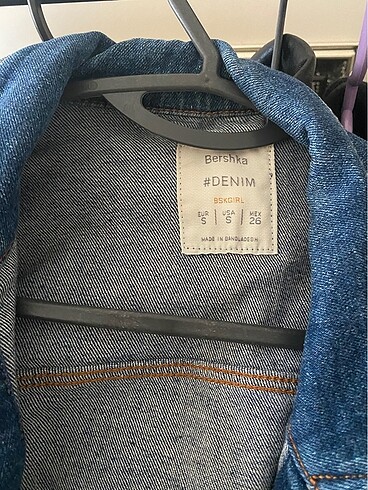 Bershka
#DENIM
BSKGIRL
EUR | USA | MEX
S | S | 26
MADE IN BANGLADESH